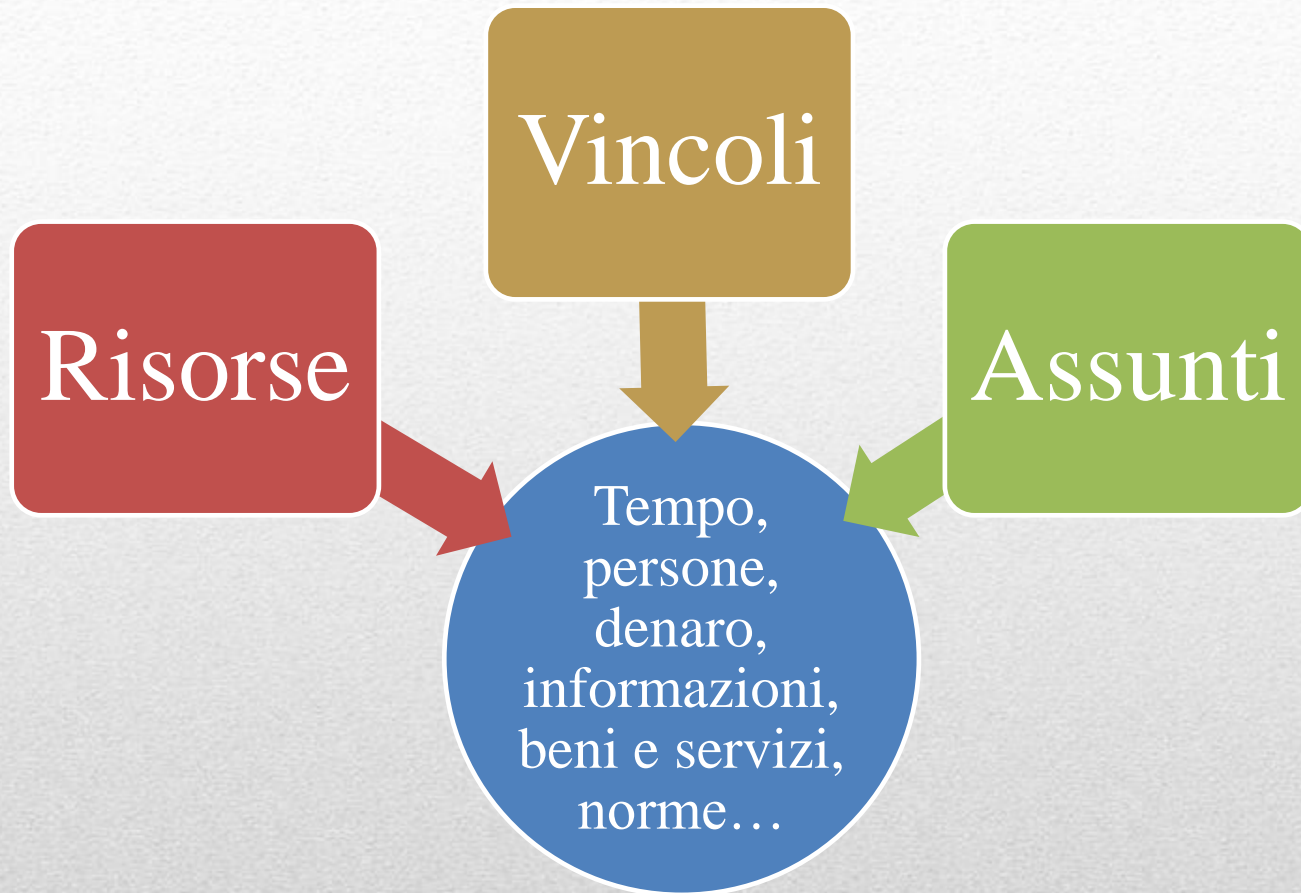 Vincoli
Risorse
Assunti
Tempo,
persone,
denaro,
informazioni,
beni e servizi,
norme…